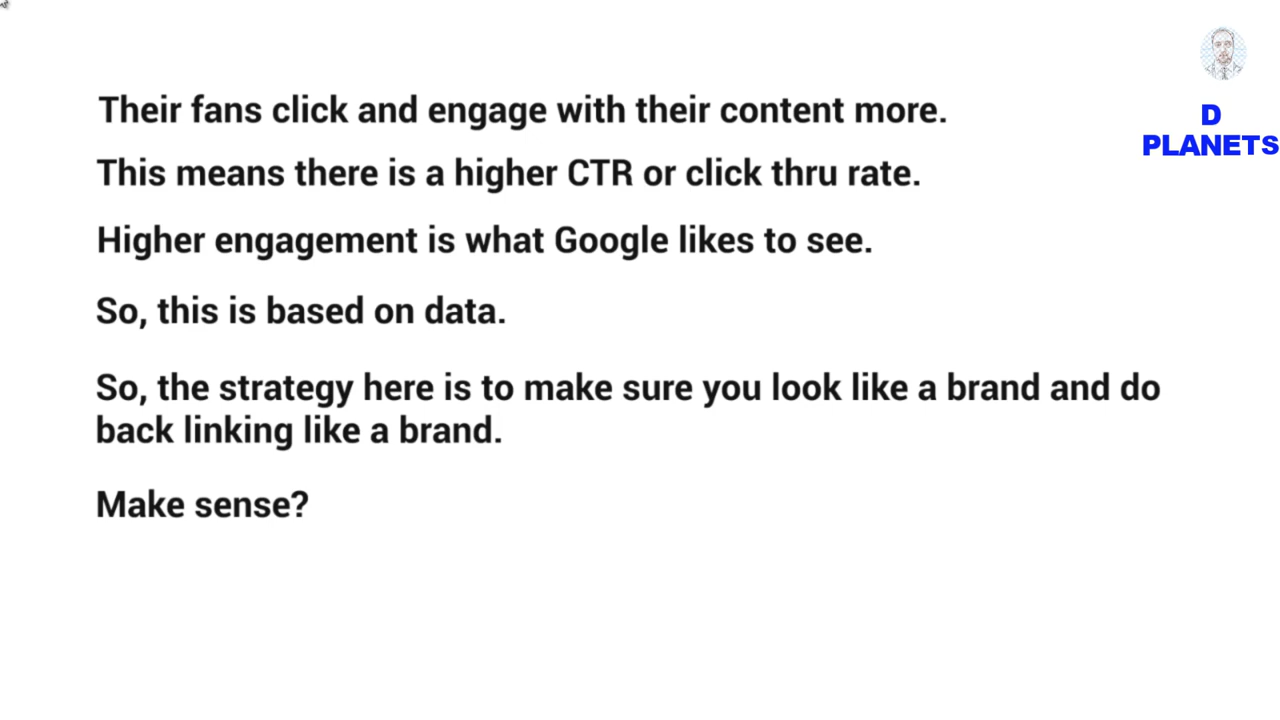 Their fans click and engage with their content more.
This means there is a higher CTR or click thru rate.
Higher engagement is what Google likes to see.
So, this is based on data.
So, the strategy here is to make sure you look like a brand and do
back linking like a brand.
Make sense?
D
PLANETS